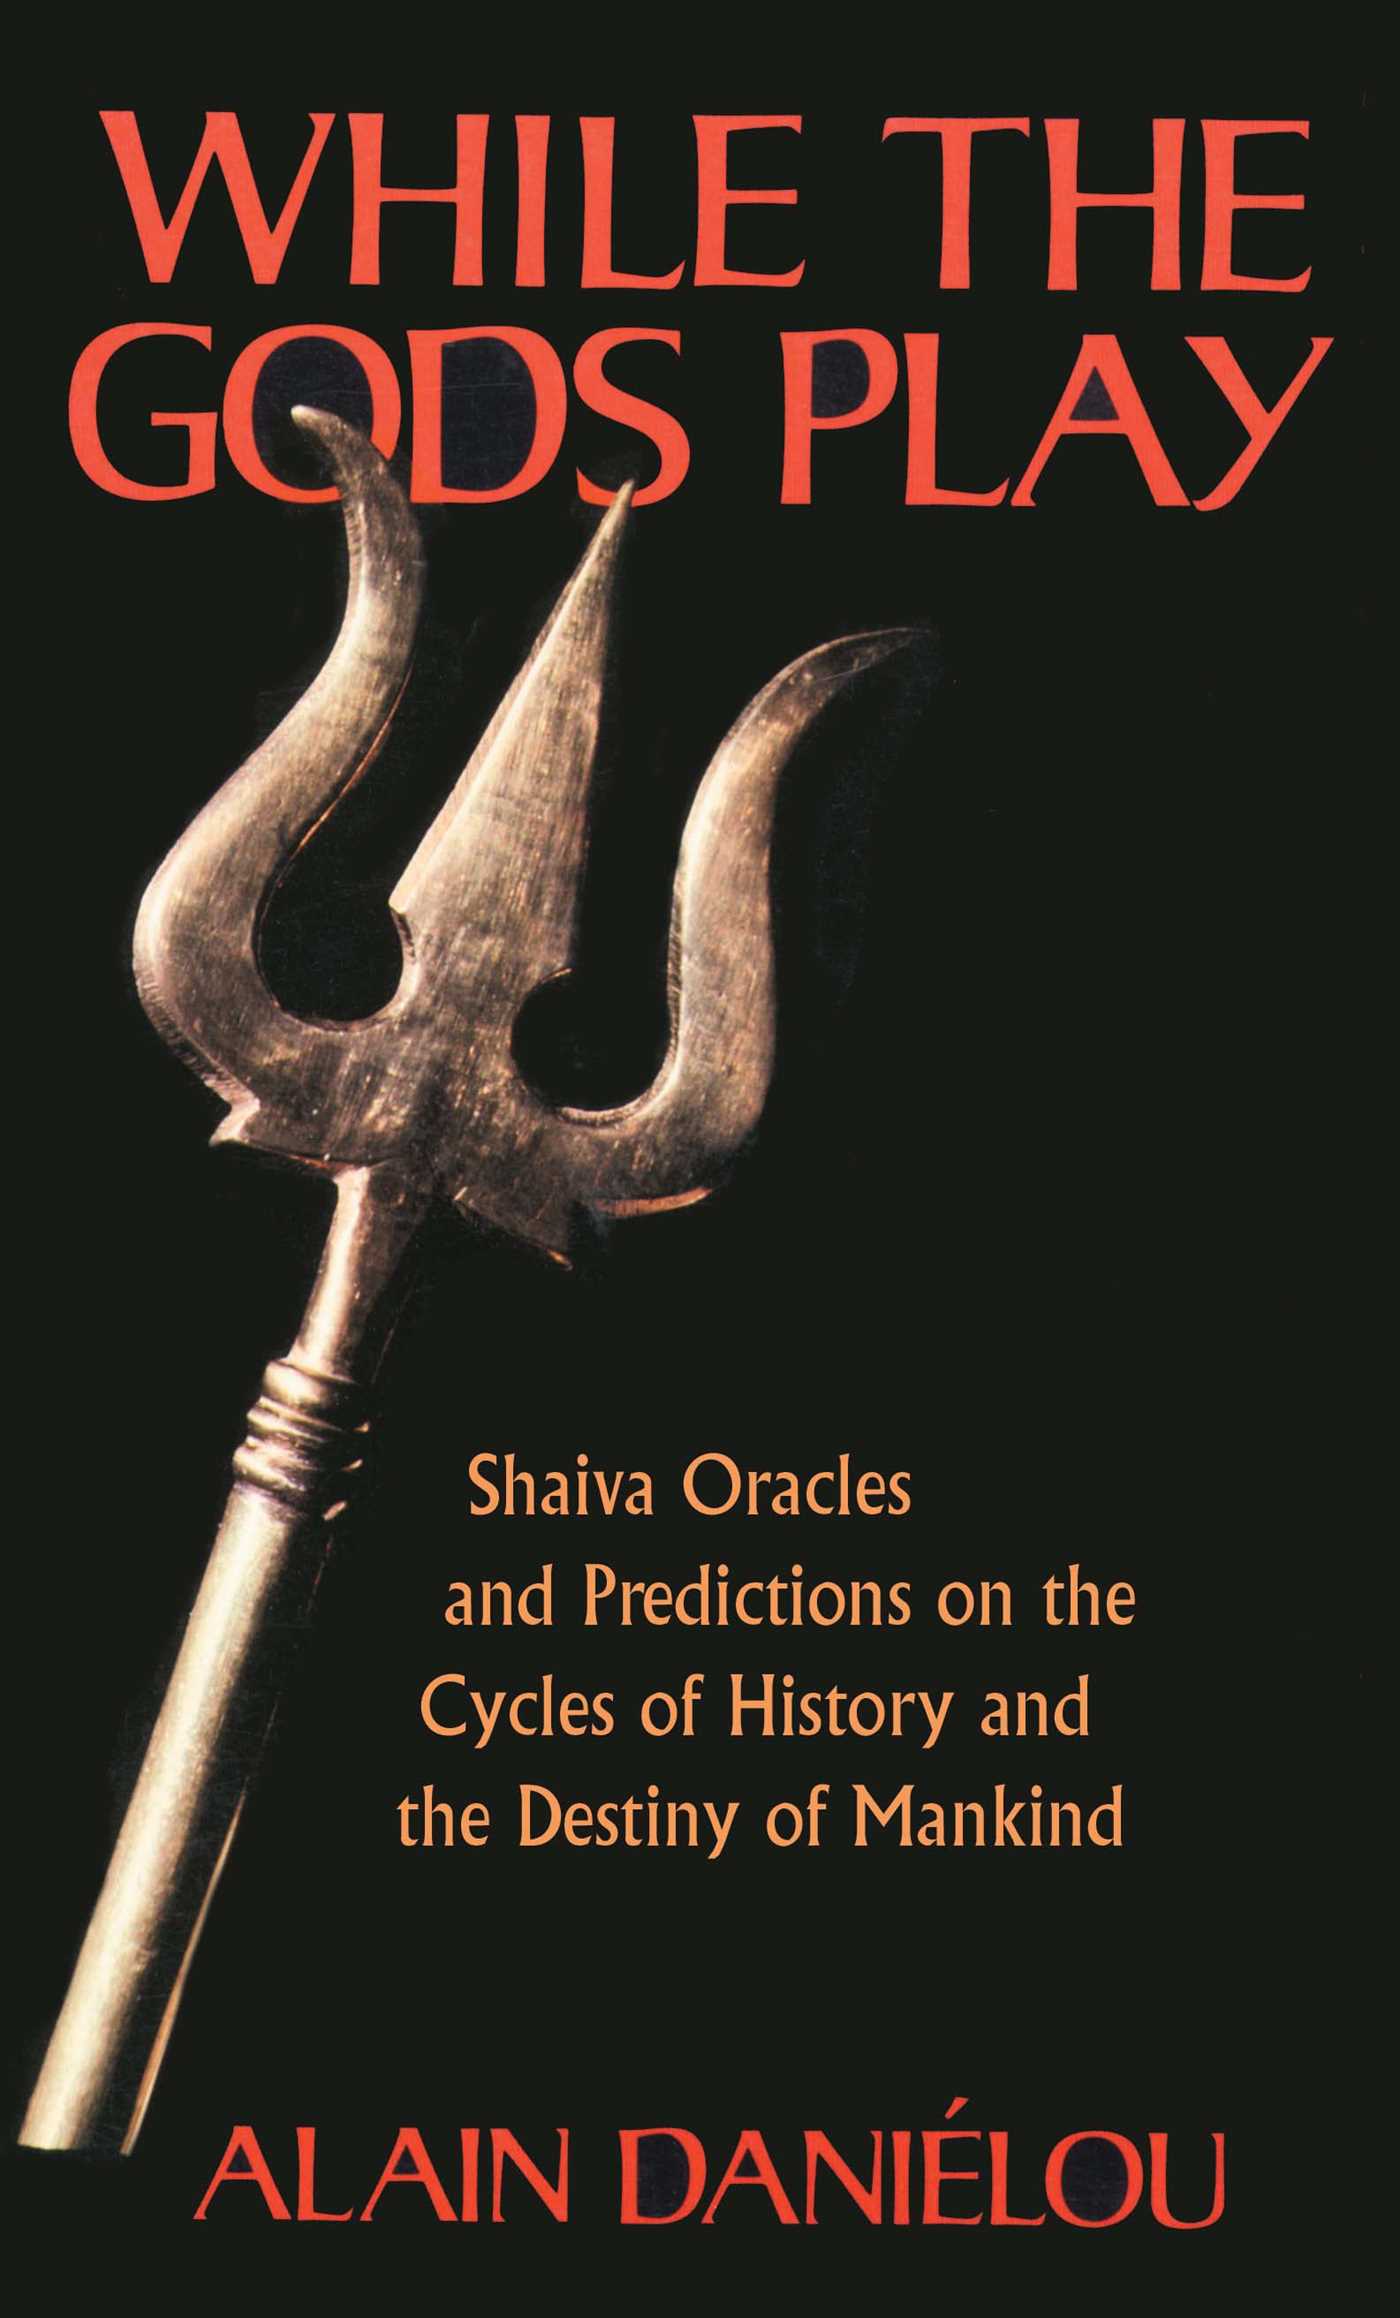 WHILE THE
GODS PLAY
Shaiva Oracles
and Predictions on the
Cycles of History and
the Destiny of Mankind
ALAIN DANIÉLOU